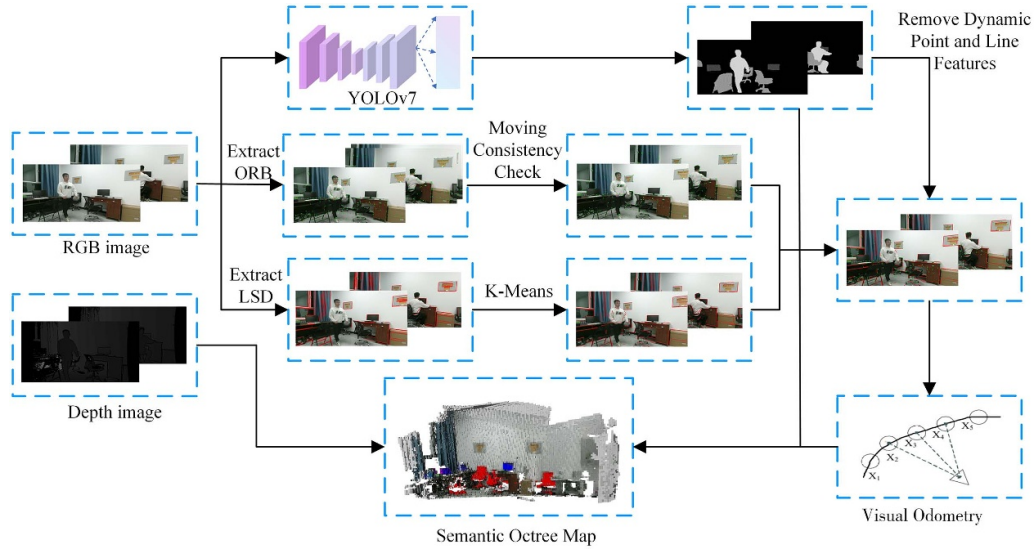 YOLOv7
Remove Dynamic
Point and Line
Features
RGB image
Extract
ORB
Moving
Consistency
Check
Extract
LSD
K-Means
Depth image
Semantic Octree Map
X1
X2
X3
X4
X5
Visual Odometry